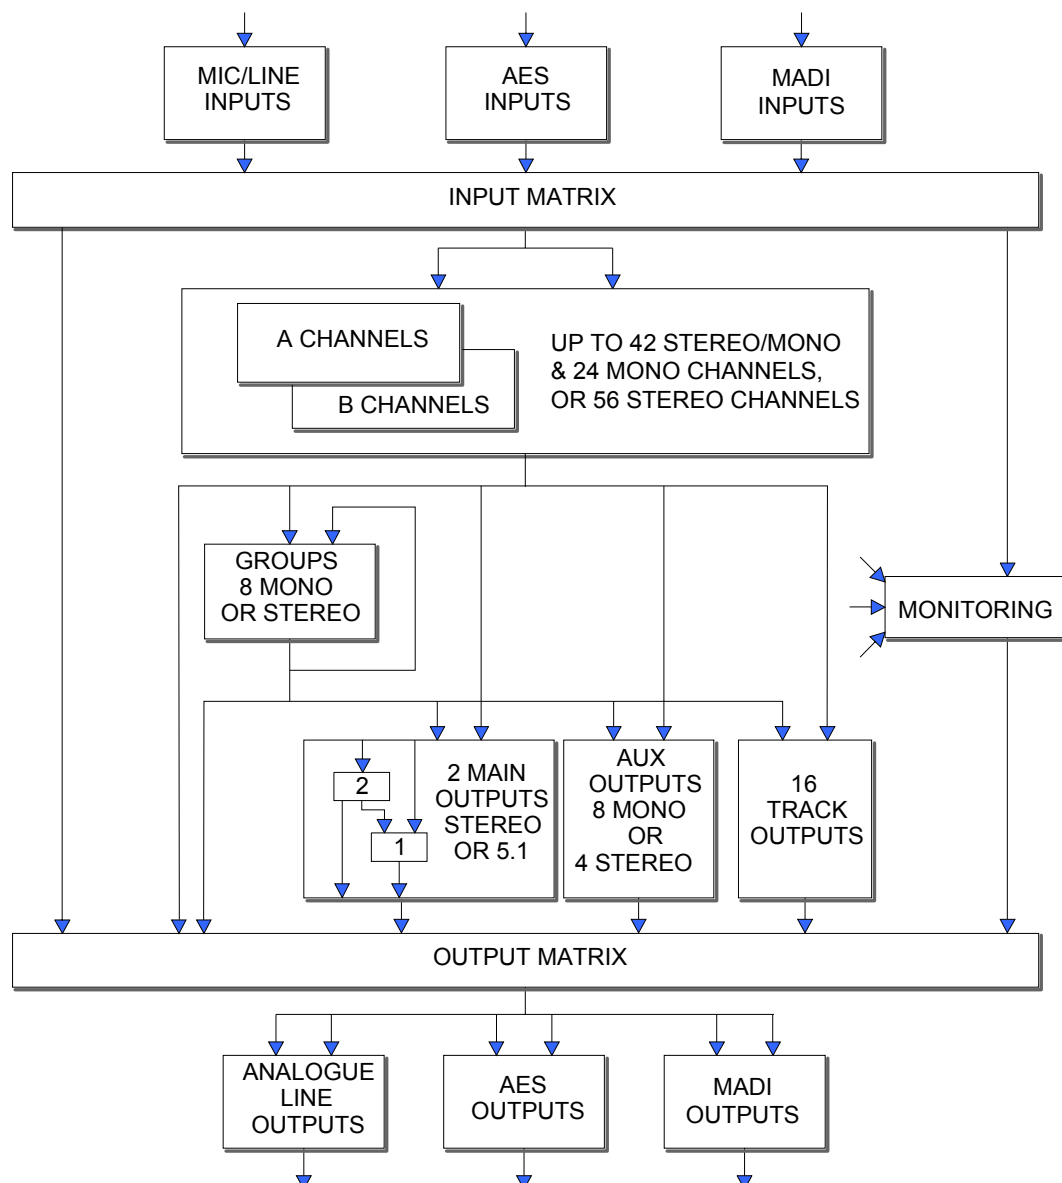 MIC/LINE
INPUTS
AES
INPUTS
MADI
INPUTS
INPUT MATRIX
A CHANNELS
B CHANNELS
UP TO 42 STEREO/MONO
& 24 MONO CHANNELS,
OR 56 STEREO CHANNELS
GROUPS
8 MONO
OR STEREO
MONITORING
2
1
2 MAIN
OUTPUTS
STEREO
OR 5.1
AUX
OUTPUTS
8 MONO
OR
4 STEREO
16
TRACK
OUTPUTS
OUTPUT MATRIX
ANALOGUE
LINE
OUTPUTS
AES
OUTPUTS
MADI
OUTPUTS